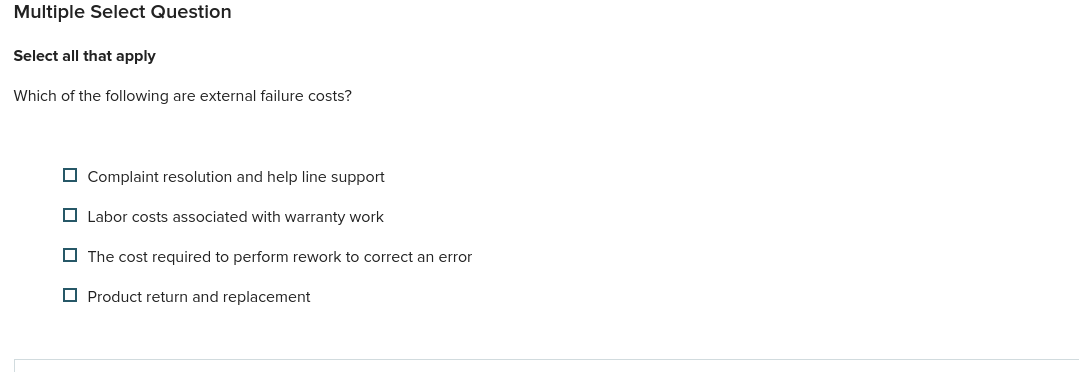 Multiple Select Question
Select all that apply
Which of the following are external failure costs?
Complaint resolution and help line support
Labor costs associated with warranty work
The cost required to perform rework to correct an error
Product return and replacement